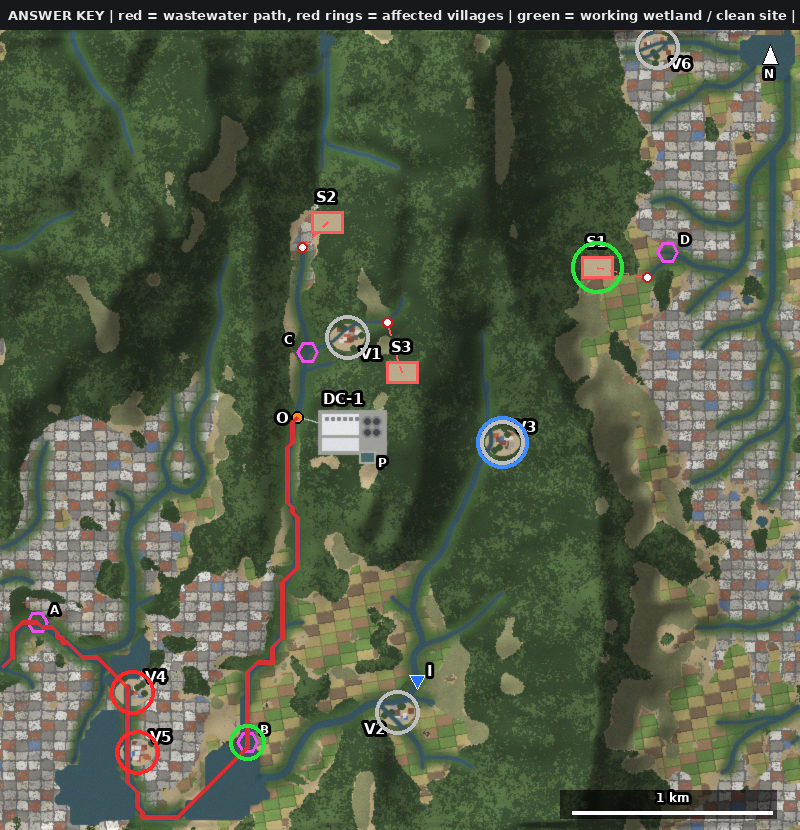 ANSWER KEY | red = wastewater path, red rings = affected villages | green = working wetland / clean site |
V6
N
S2
S1
D
C
V1
S3
DC-1
O
P
V3
A
I
V4
V5
B
V2
1 km